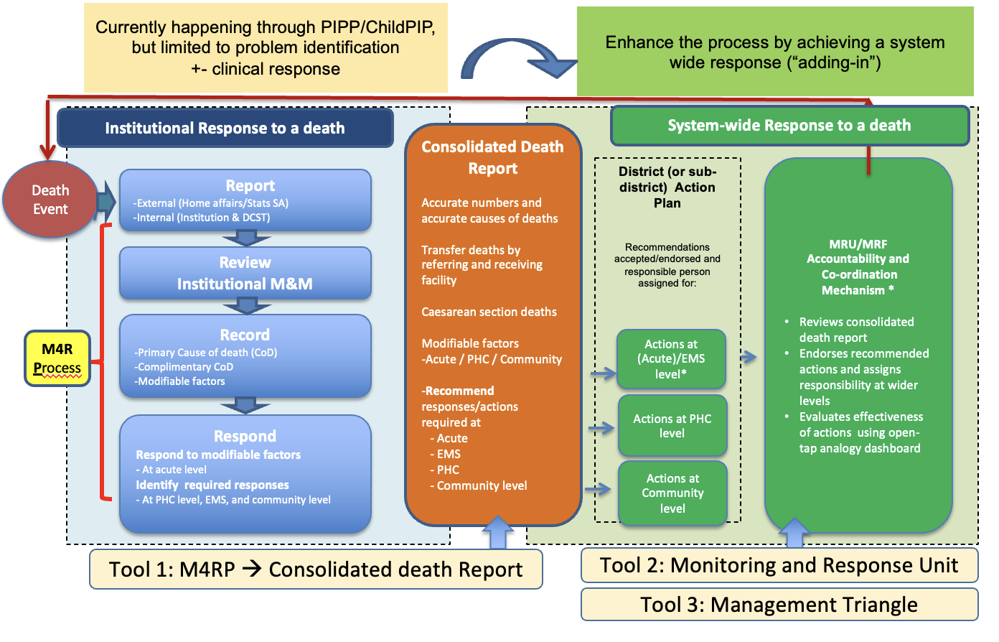 Currently happening through PIPP/ChildPIP,
but limited to problem identification
+- clinical response
Enhance the process by achieving a system
wide response (“adding-in”)
Institutional Response to a death
System-wide Response to a death
Death
Event
Report
-External (Home affairs/Stats SA)
-Internal (Institution & DCST)
Review
Institutional M&M
Record
-Primary Cause of death (CoD)
-Complimentary CoD
-Modifiable factors
Respond
Respond to modifiable factors
- At acute level
Identify required responses
- At PHC level, EMS, and community level
M4R
Process
Consolidated Death
Report
Accurate numbers and
accurate causes of deaths
Transfer deaths by
referring and receiving
facility
Caesarean section deaths
Modifiable factors
-Acute / PHC / Community
-Recommend
responses/actions
required at
- Acute
- EMS
- PHC
- Community level
District (or sub-
district) Action
Plan
Recommendations
accepted/endorsed and
responsible person
assigned for:
Actions at
(Acute)/EMS
level*
Actions at PHC
level
Actions at
Community
level
MRU/MRF
Accountability and
Co-ordination
Mechanism *
• Reviews consolidated
death report
• Endorses recommended
actions and assigns
responsibility at wider
levels
• Evaluates effectiveness
of actions using open-
tap analogy dashboard
Tool 1: M4RP → Consolidated death Report
Tool 2: Monitoring and Response Unit
Tool 3: Management Triangle